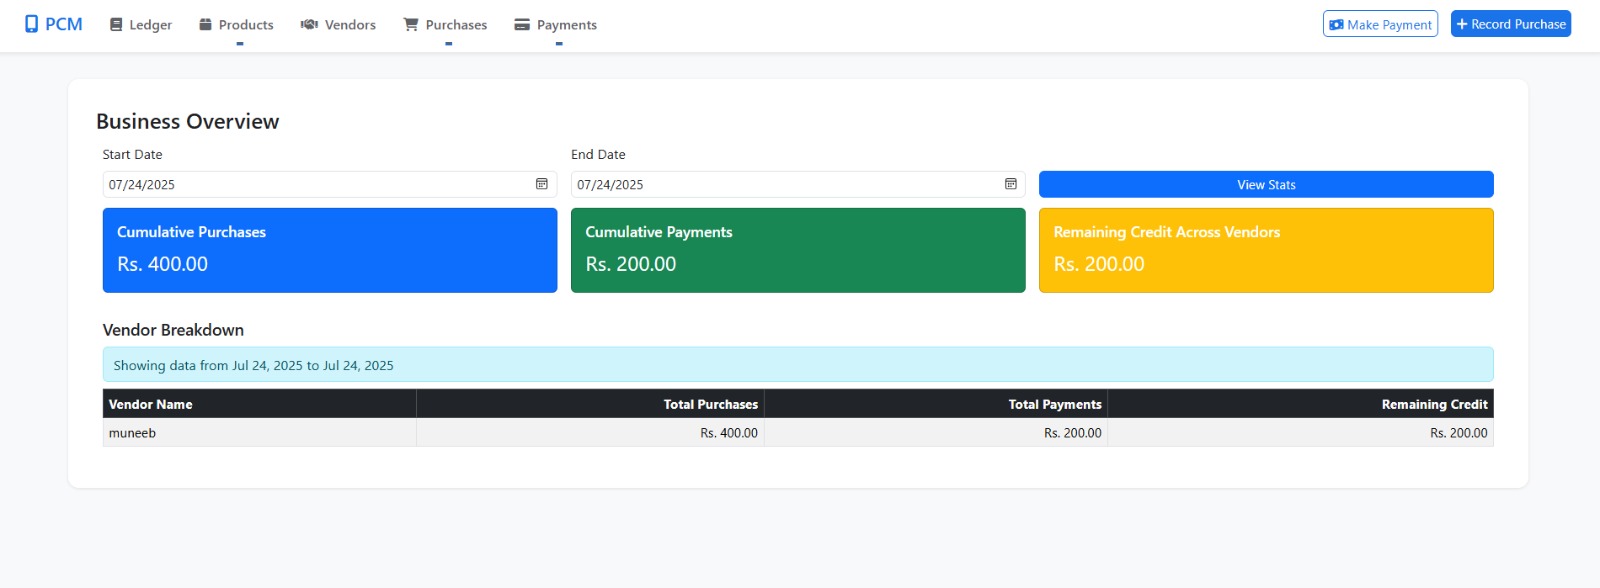 PCM Ledger Products Vendors Purchases Payments Make Payment + Record Purchase
Business Overview
Start Date End Date
07/24/2025 07/24/2025 View Stats
Cumulative Purchases Cumulative Payments Remaining Credit Across Vendors
Rs. 400.00 Rs. 200.00 Rs. 200.00
Vendor Breakdown
Showing data from Jul 24, 2025 to Jul 24, 2025
Vendor Name Total Purchases Total Payments Remaining Credit
muneeb Rs. 400.00 Rs. 200.00 Rs. 200.00